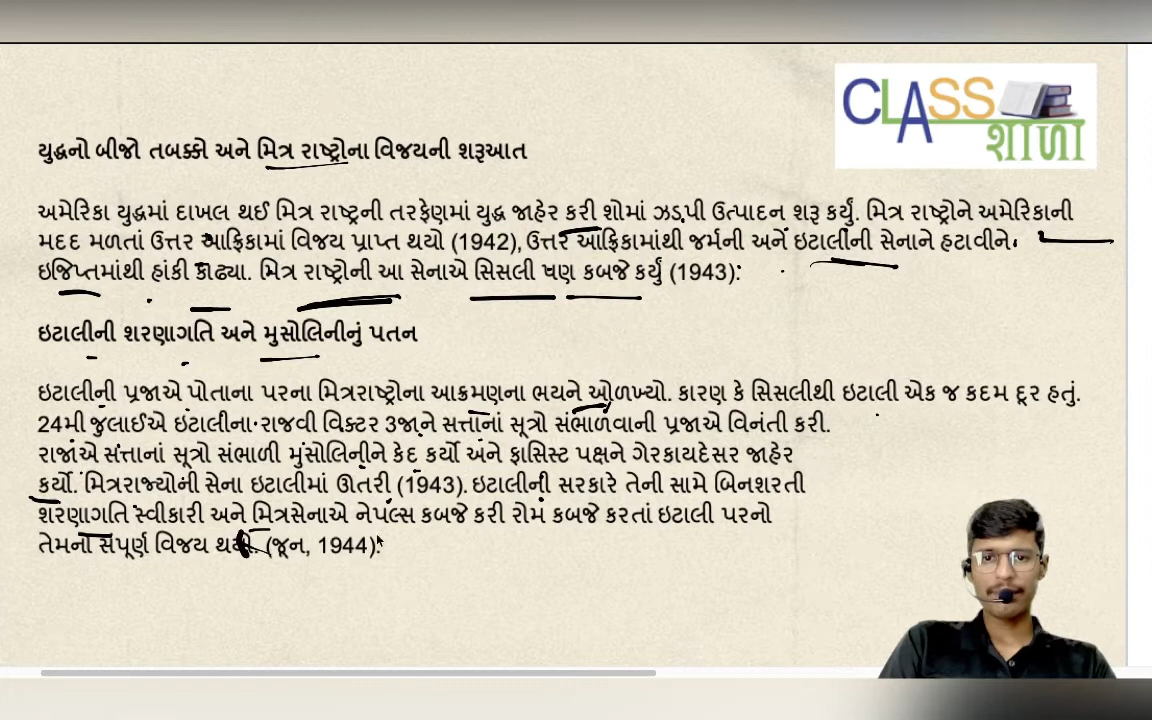 CLASS
શાળા
યુદ્ધનો બીજો તબક્કો અને મિત્ર રાષ્ટ્રોના વિજયની શરૂઆત
અમેરિકા યુદ્ધમાં દાખલ થઈ મિત્ર રાષ્ટ્રની તરફેણમાં યુદ્ધ જાહેર કરી શોમાં ઝડપી ઉત્પાદન શરૂ કર્યું. મિત્ર રાષ્ટ્રોને અમેરિકાની
મદદ મળતાં ઉત્તર આફ્રિકામાં વિજય પ્રાપ્ત થયો (1942), ઉત્તર આફ્રિકામાંથી જર્મની અને ઇટાલીની સેનાને હટાવીને
ઇજિપ્તમાંથી હાંકી કાઢ્યા. મિત્ર રાષ્ટ્રોની આ સેનાએ સિસલી પણ કબજે કર્યું (1943).
ઇટાલીની શરણાગતિ અને મુસોલિનીનું પતન
ઇટાલીની પ્રજાએ પોતાના પરના મિત્રરાષ્ટ્રોના આક્રમણના ભયને ઓળખ્યો. કારણ કે સિસલીથી ઇટાલી એક જ કદમ દૂર હતું.
24મી જુલાઈએ ઇટાલીના રાજવી વિક્ટર 3જાને સત્તાનાં સૂત્રો સંભાળવાની પ્રજાએ વિનંતી કરી.
રાજાએ સત્તાનાં સૂત્રો સંભાળી મુસોલિનીને કેદ કર્યો અને ફાસિસ્ટ પક્ષને ગેરકાયદેસર જાહેર
કર્યો. મિત્રરાજ્યોની સેના ઇટાલીમાં ઊતરી (1943). ઇટાલીની સરકારે તેની સામે બિનશરતી
શરણાગતિ સ્વીકારી અને મિત્રસેનાએ નેપલ્સ કબજે કરી રોમ કબજે કરતાં ઇટાલી પરનો
તેમનો સંપૂર્ણ વિજય થયો. (જૂન, 1944).